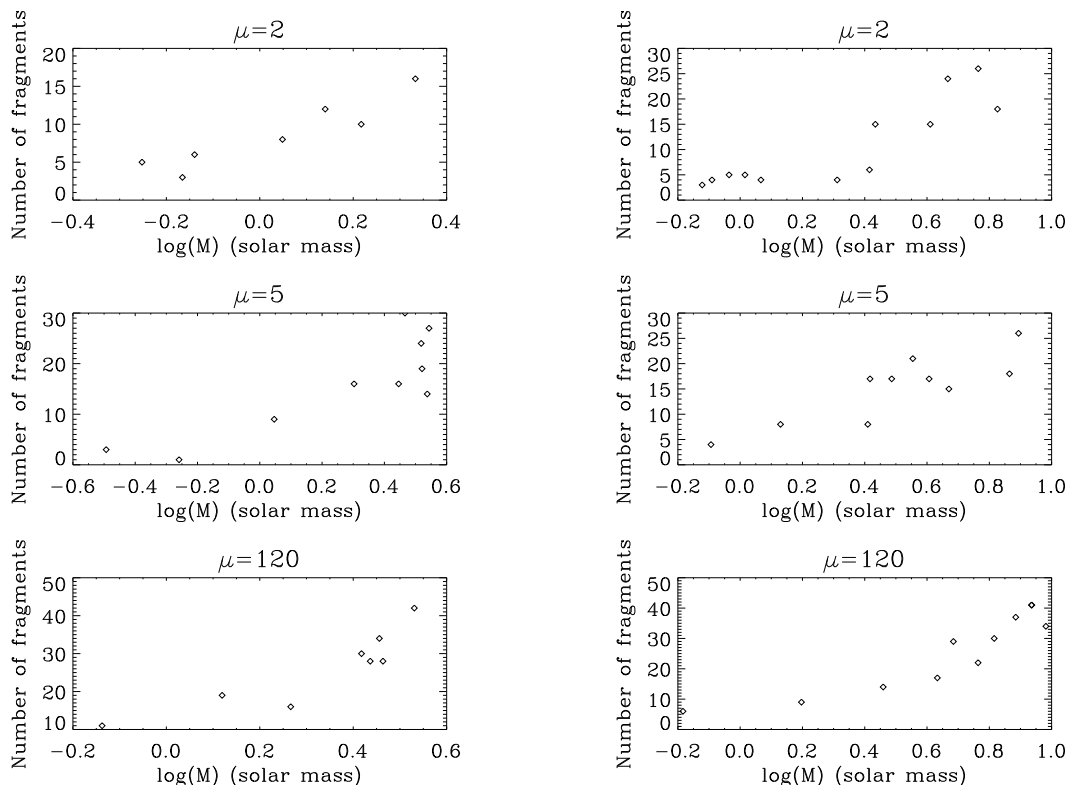 μ=2
Number of fragments
20
15
10
5
0
−0.4 −0.2 0.0 0.2 0.4
log(M) (solar mass)
μ=2
Number of fragments
30
25
20
15
10
5
0
−0.2 0.0 0.2 0.4 0.6 0.8 1.0
log(M) (solar mass)
μ=5
Number of fragments
30
20
10
0
−0.6 −0.4 −0.2 0.0 0.2 0.4 0.6
log(M) (solar mass)
μ=5
Number of fragments
30
25
20
15
10
5
0
−0.2 0.0 0.2 0.4 0.6 0.8 1.0
log(M) (solar mass)
μ=120
Number of fragments
50
40
30
20
10
−0.2 0.0 0.2 0.4 0.6
log(M) (solar mass)
μ=120
Number of fragments
50
40
30
20
10
0
−0.2 0.0 0.2 0.4 0.6 0.8 1.0
log(M) (solar mass)